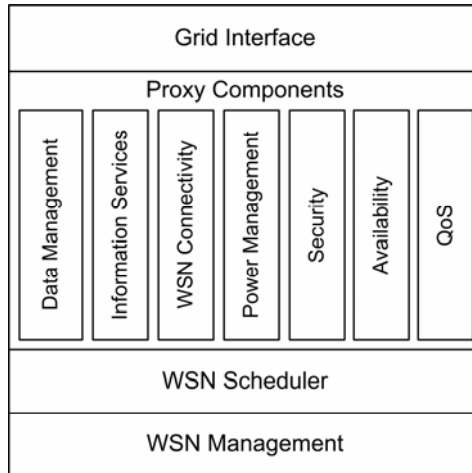 Grid Interface
Proxy Components
Data Management
Information Services
WSN Connectivity
Power Management
Security
Availability
QoS
WSN Scheduler
WSN Management